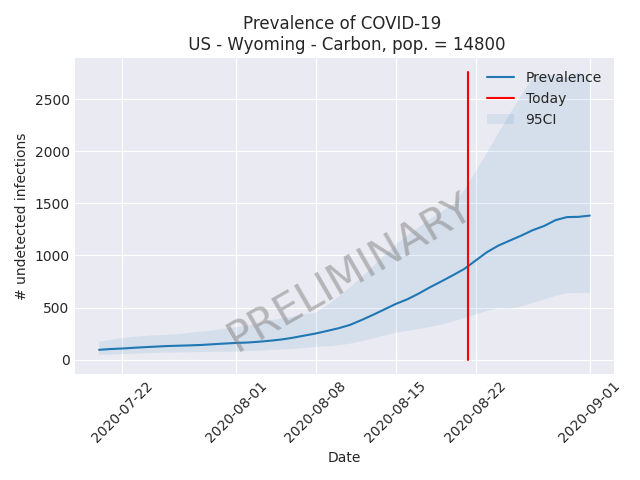 Prevalence of COVID-19
US - Wyoming - Carbon, pop. = 14800
Prevalence
Today
95CI
# undetected infections
2500
2000
1500
1000
500
0
PRELIMINARY
2020-07-22
2020-08-01
2020-08-08
2020-08-15
2020-08-22
2020-09-01
Date